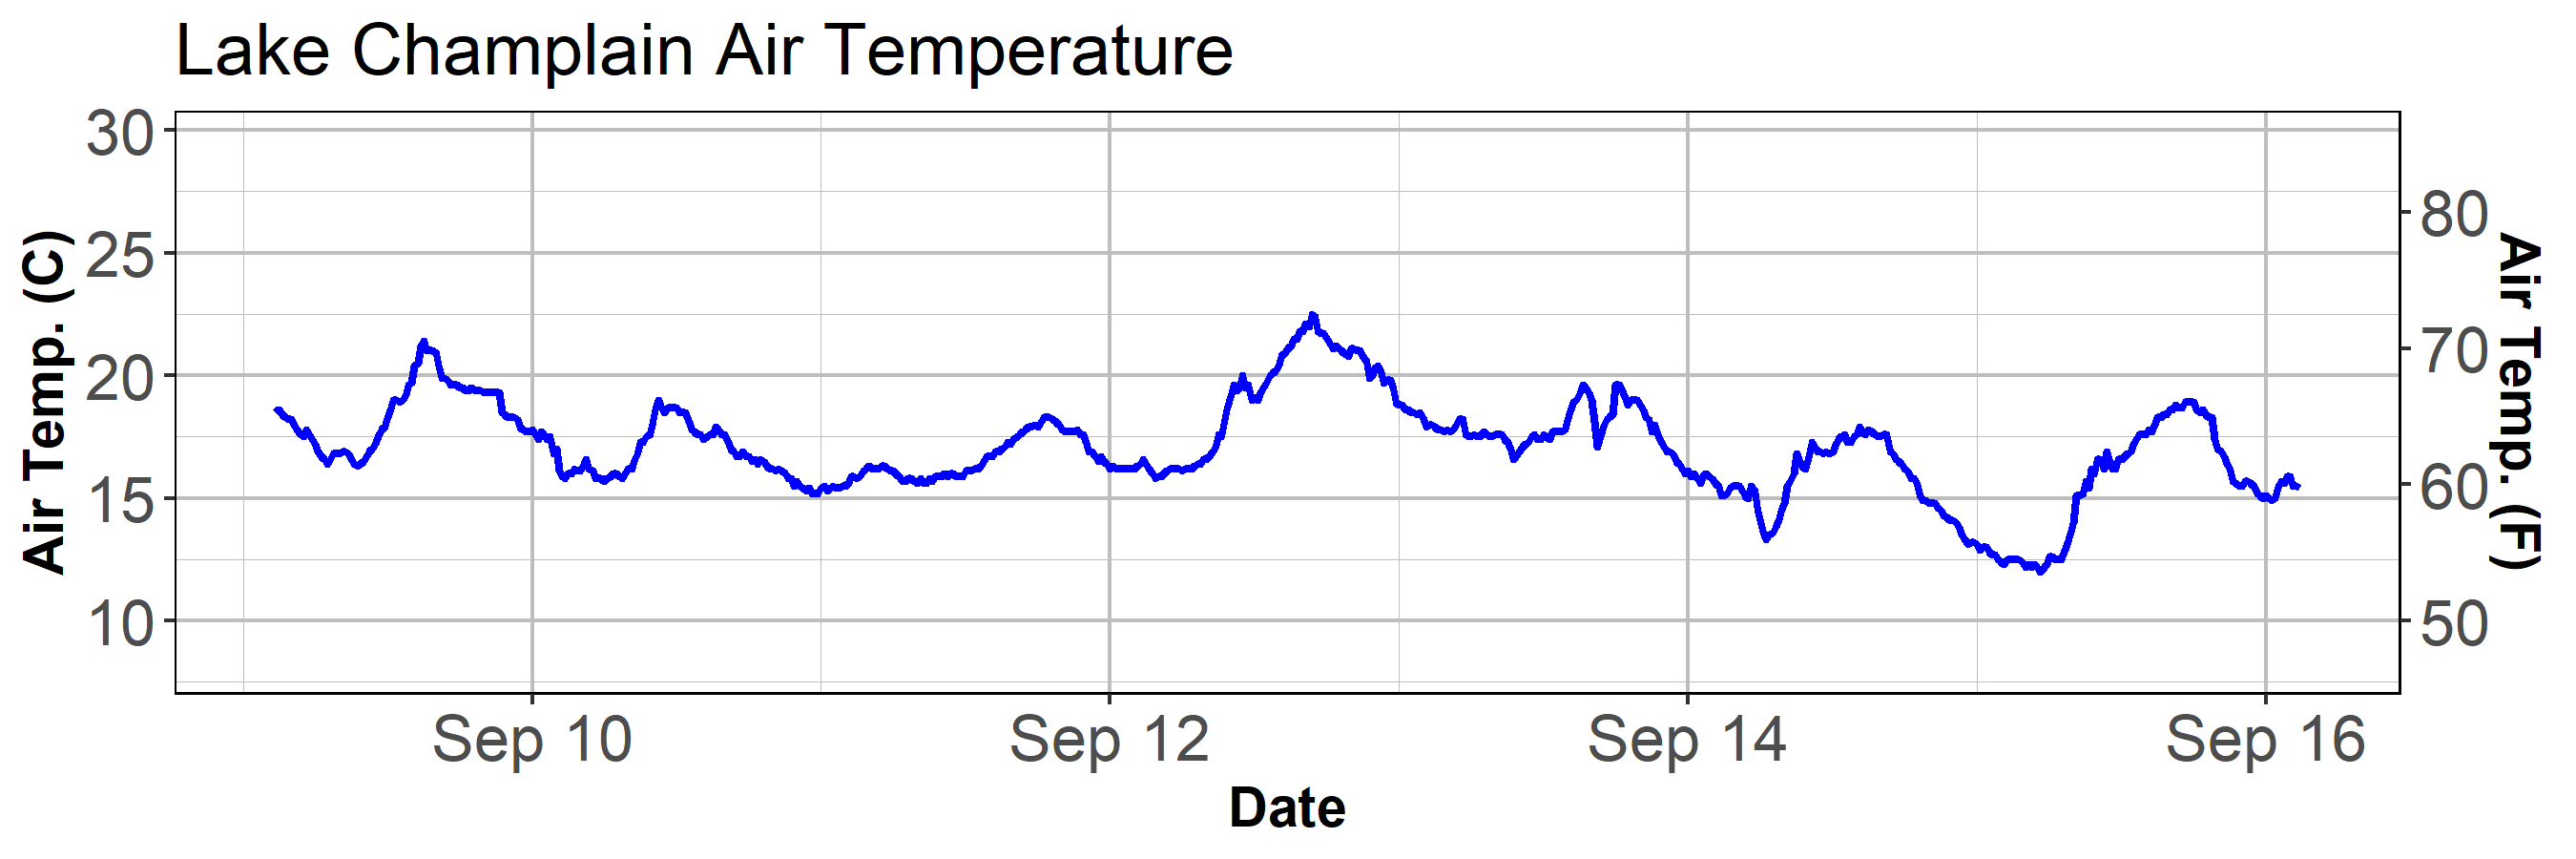 Lake Champlain Air Temperature
30
25
20
15
10
Air Temp. (C)
80
70
60
50
Air Temp. (F)
Sep 10
Sep 12
Sep 14
Sep 16
Date